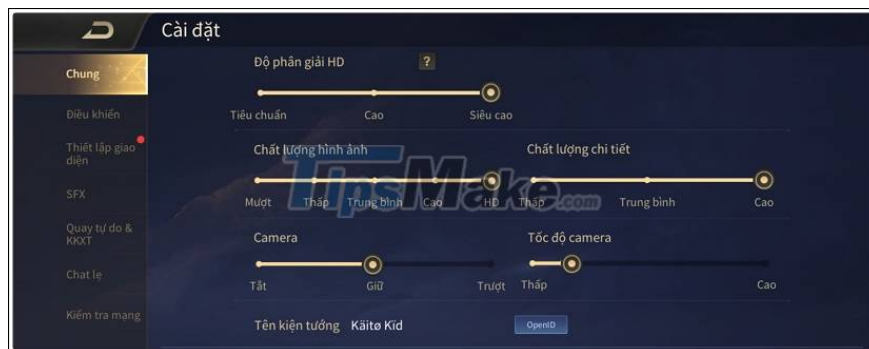 Cài đặt
Chung
Điều khiển
Thiết lập giao
diện
SFX
Quay tự do &
KKXT
Chat lẹ
Kiểm tra mạng
Độ phân giải HD ?
Tiêu chuẩn Cao Siêu cao
Chất lượng hình ảnh Chất lượng chi tiết
Mượt Thấp Trung bình Cao HD Thấp Trung bình Cao
TipsMake.com
Camera Tốc độ camera
Tắt Giữ Trượt Thấp Cao
Tên kiện tướng Käitø Kïd OpenID